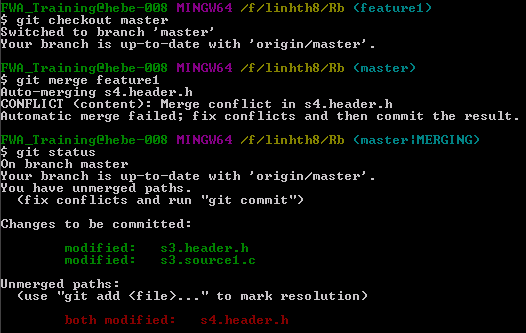 FWA_Training@hebe-008 MINGW64 /f/linhth8/Rb (feature1)
$ git checkout master
Switched to branch 'master'
Your branch is up-to-date with 'origin/master'.
FWA_Training@hebe-008 MINGW64 /f/linhth8/Rb (master)
$ git merge feature1
Auto-merging s4.header.h
CONFLICT (content): Merge conflict in s4.header.h
Automatic merge failed; fix conflicts and then commit the result.
FWA_Training@hebe-008 MINGW64 /f/linhth8/Rb (master|MERGING)
$ git status
On branch master
Your branch is up-to-date with 'origin/master'.
You have unmerged paths.
  (fix conflicts and run "git commit")
Changes to be committed:
        modified:   s3.header.h
        modified:   s3.source1.c
Unmerged paths:
  (use "git add <file>..." to mark resolution)
        both modified:   s4.header.h